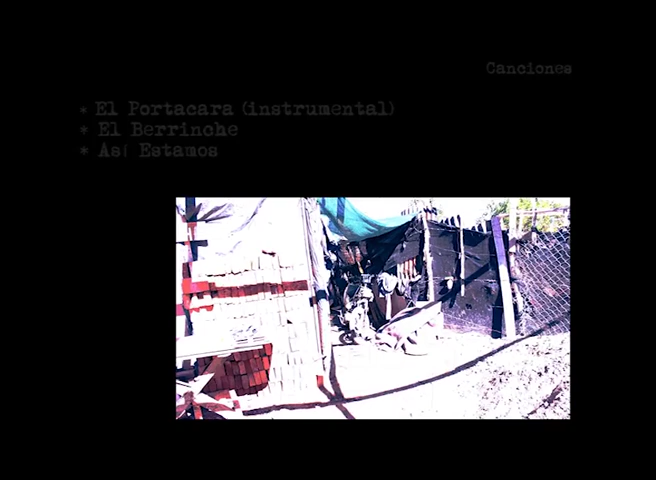 Canciones
* El Portacara (instrumental)
* El Berrinche
* Así Estamos